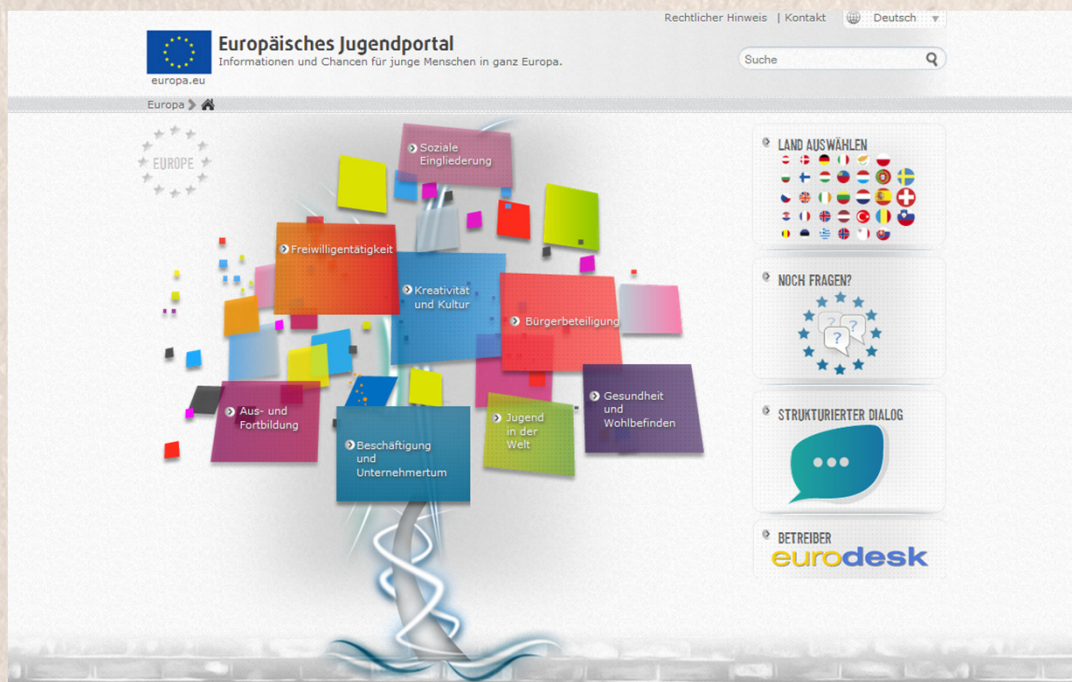 Rechtlicher Hinweis | Kontakt Deutsch
Europäisches Jugendportal
Informationen und Chancen für junge Menschen in ganz Europa.
europa.eu
Suche
Europa
EUROPE
Soziale
Eingliederung
Freiwilligentätigkeit
Kreativität
und Kultur
Bürgerbeteiligung
Aus- und
Fortbildung
Beschäftigung
und
Unternehmertum
Jugend
in der
Welt
Gesundheit
und
Wohlbefinden
LAND AUSWÄHLEN
NOCH FRAGEN?
? ?
?
STRUKTURIERTER DIALOG
BETREIBER
eurodesk